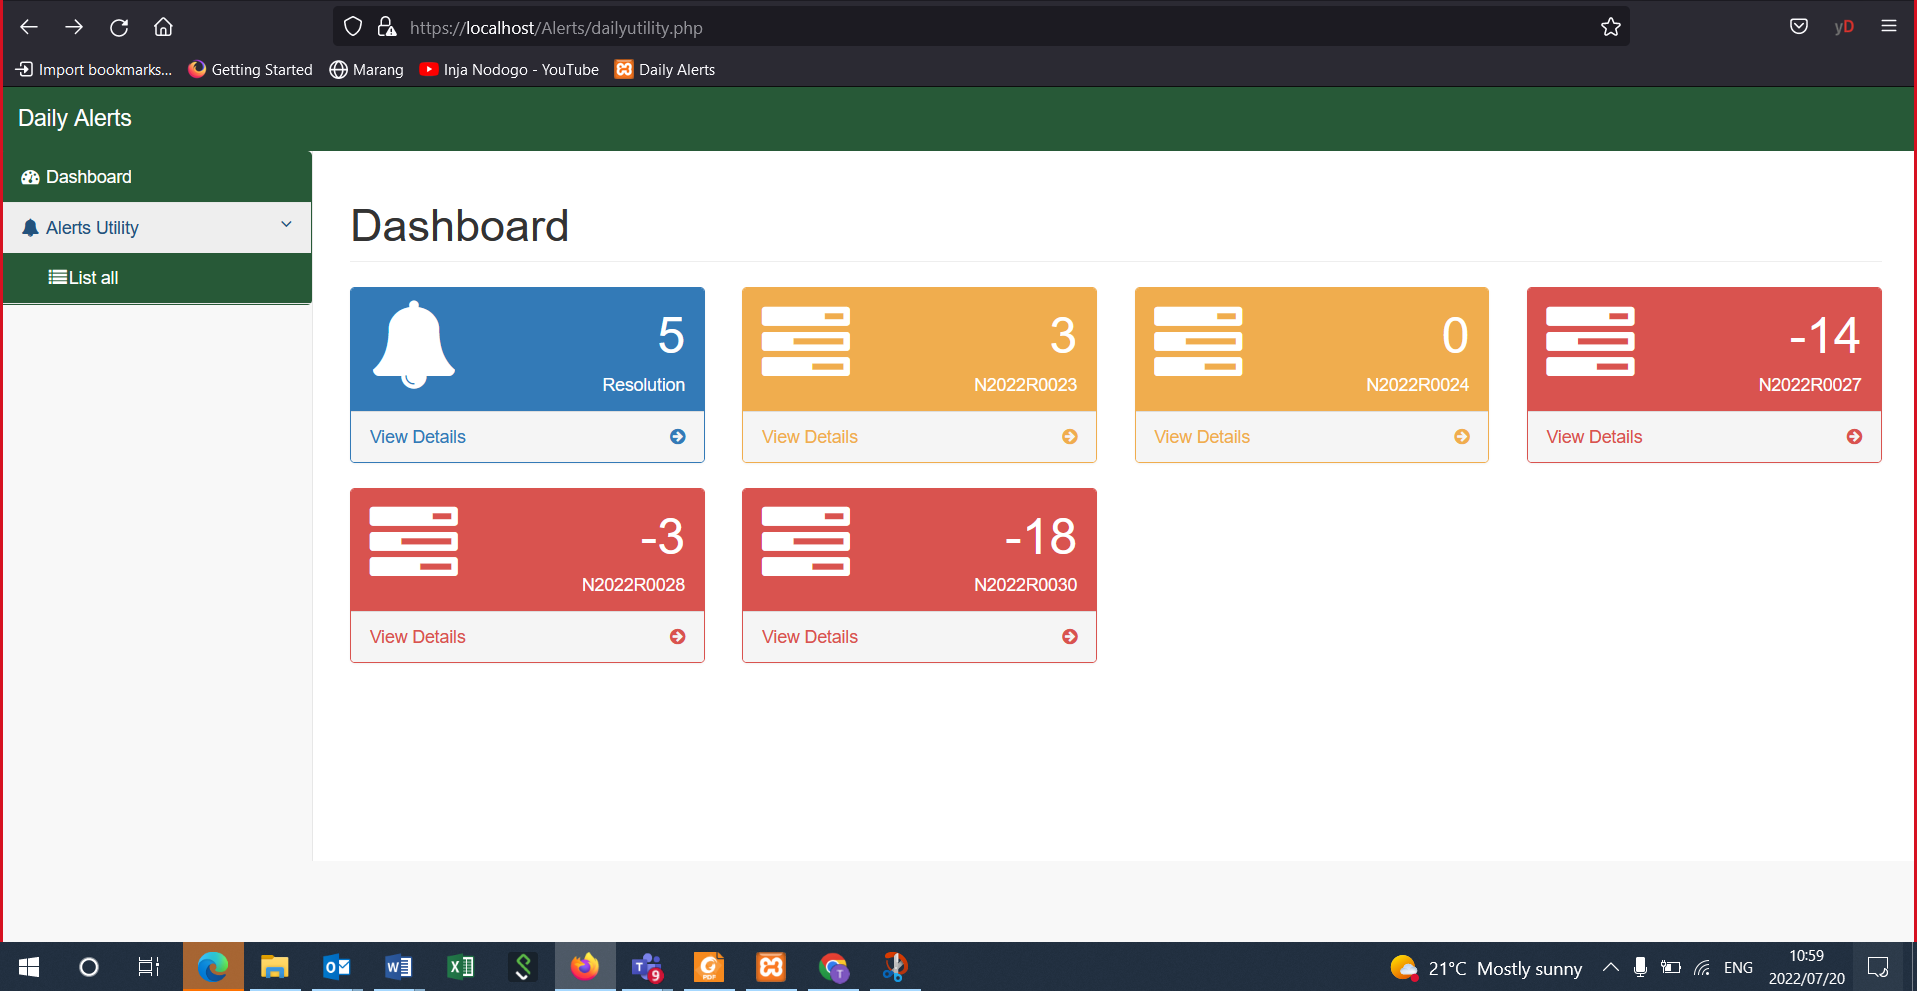 https://localhost/Alerts/dailyutility.php
yD
Import bookmarks...
Getting Started
Marang
Inja Nodogo - YouTube
Daily Alerts
Daily Alerts
Dashboard
Alerts Utility
List all
Dashboard
5
Resolution
View Details
3
N2022R0023
View Details
0
N2022R0024
View Details
-14
N2022R0027
View Details
-3
N2022R0028
View Details
-18
N2022R0030
View Details
9
PDF
T
21°C Mostly sunny
ENG
10:59
2022/07/20